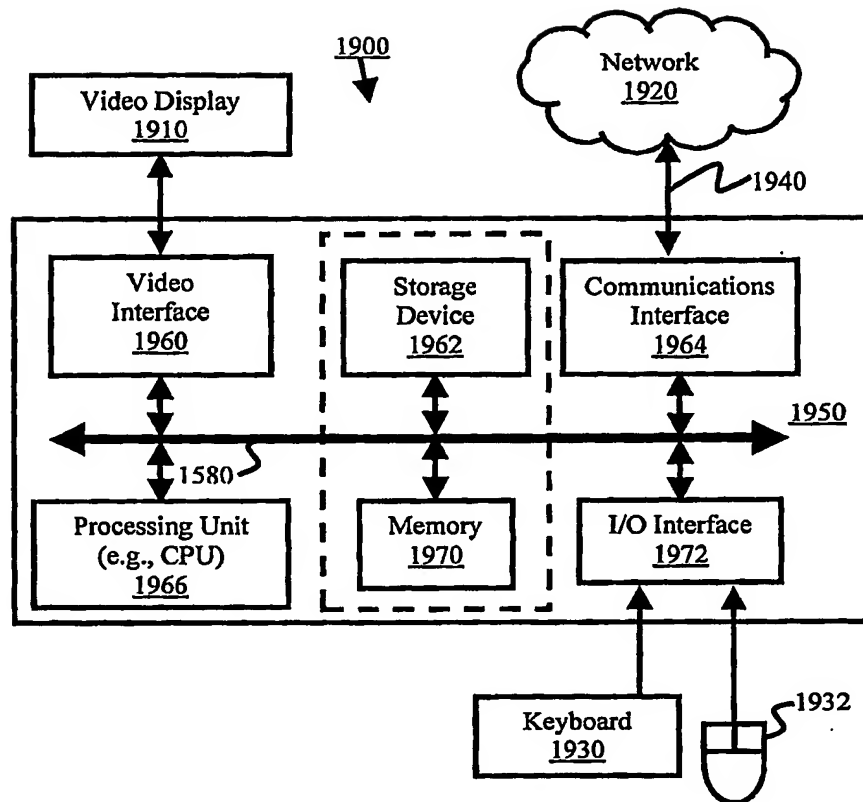 1900
Network
1920
Video Display
1910
1940
Video
Interface
1960
Storage
Device
1962
Communications
Interface
1964
1950
1580
Processing Unit
(e.g., CPU)
1966
Memory
1970
I/O Interface
1972
1932
Keyboard
1930